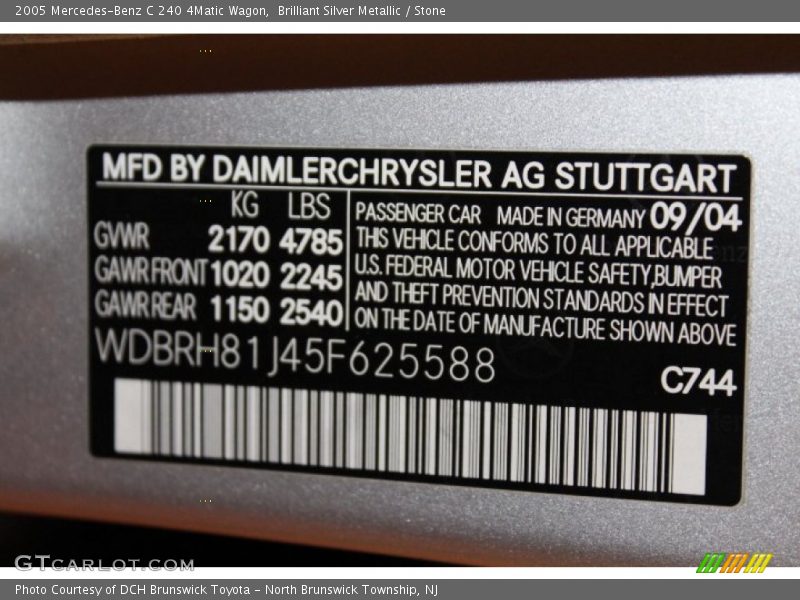 2005 Mercedes-Benz C 240 4Matic Wagon,  Brilliant Silver Metallic / Stone
MFD BY DAIMLERCHRYSLER AG STUTTGART
KG LBS
GVWR 2170 4785
GAWR FRONT 1020 2245
GAWR REAR 1150 2540
PASSENGER CAR MADE IN GERMANY 09/04
THIS VEHICLE CONFORMS TO ALL APPLICABLE
U.S. FEDERAL MOTOR VEHICLE SAFETY,BUMPER
AND THEFT PREVENTION STANDARDS IN EFFECT
ON THE DATE OF MANUFACTURE SHOWN ABOVE
WDBRH81J45F625588
C744
GTCARLOT.COM
Photo Courtesy of DCH Brunswick Toyota - North Brunswick Township, NJ